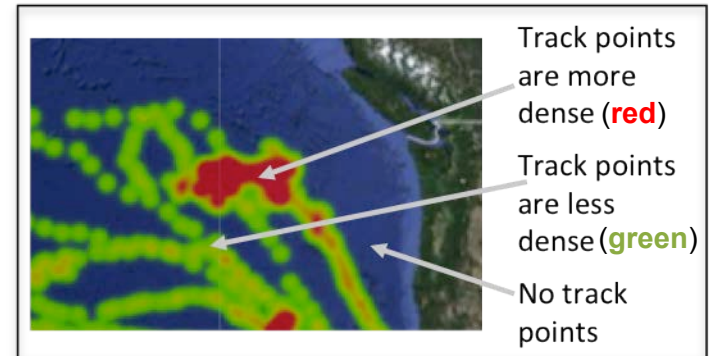 Track points
are more
dense (red)
Track points
are less
dense (green)
No track
points